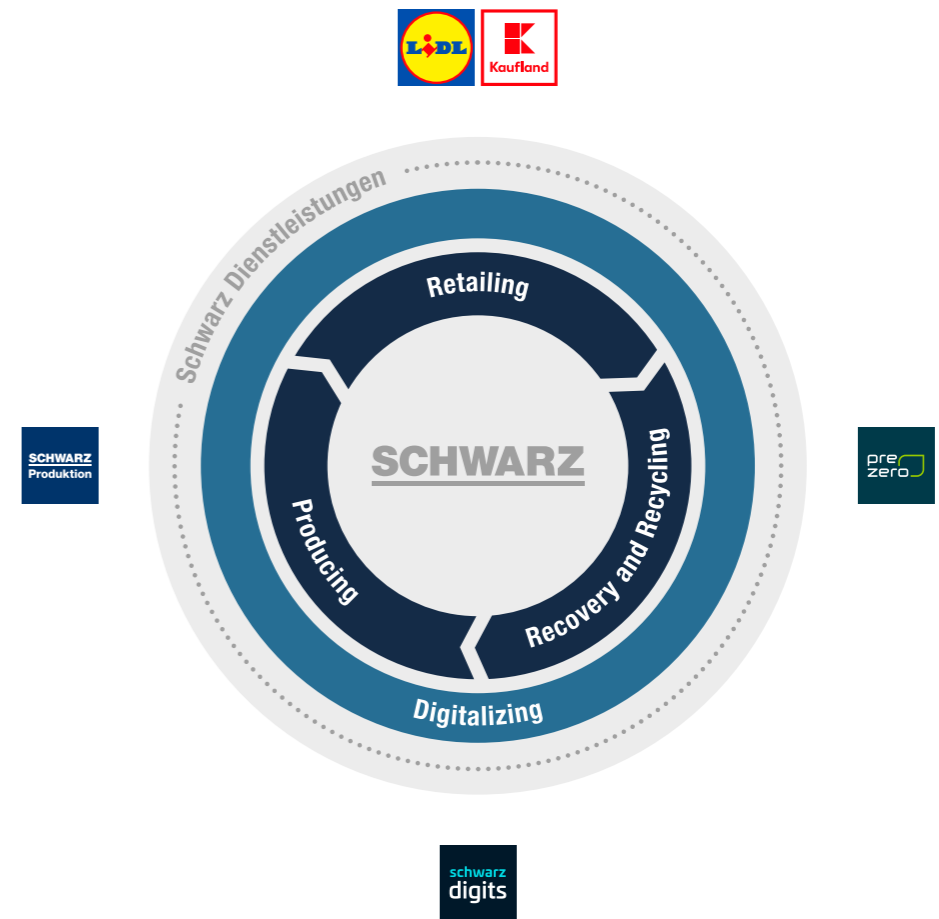 LiDL
K
Kaufland
Schwarz Dienstleistungen
Retailing
SCHWARZ
Produktion
SCHWARZ
pre
zero
Producing
Recovery and Recycling
Digitalizing
schwarz
digits